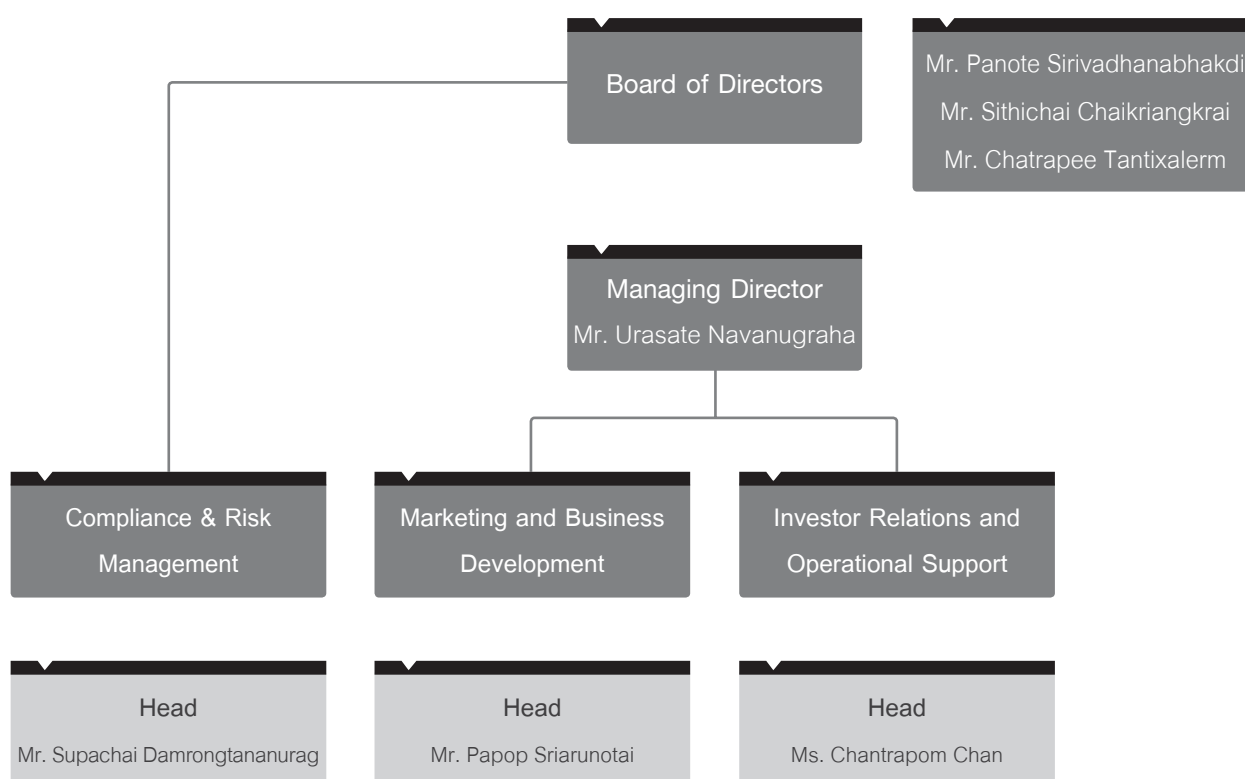 Board of Directors
Mr. Panote Sirivadhanabhakdi
Mr. Sithichai Chaikriangkrai
Mr. Chatrapee Tantixalerm
Managing Director
Mr. Urasate Navanugraha
Compliance & Risk
Management
Marketing and Business
Development
Investor Relations and
Operational Support
Head
Mr. Supachai Damrongtananurag
Head
Mr. Papop Sriarunotai
Head
Ms. Chantrapom Chan